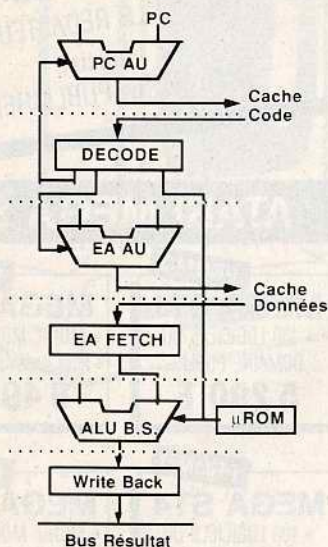 PC
PC AU
Cache
Code
DECODE
EA AU
Cache
Données
EA FETCH
ALU B.S.
µROM
Write Back
Bus Résultat